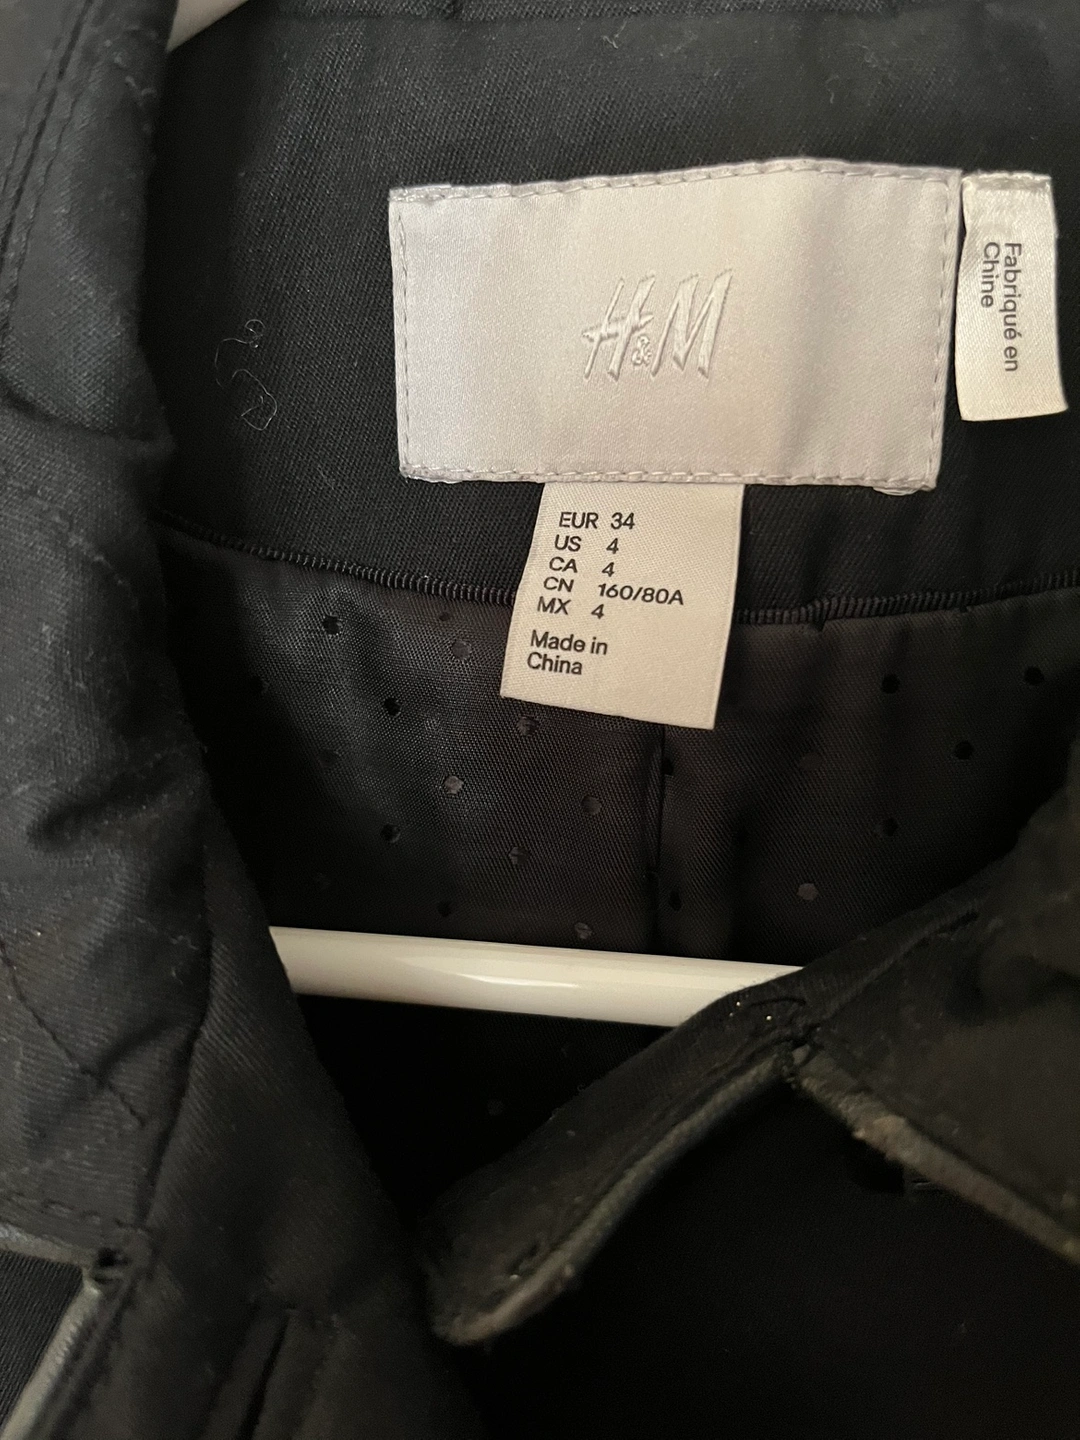 H&M
Fabriqué en
Chine
EUR 34
US 4
CA 4
CN 160/80A
MX 4
Made in
China